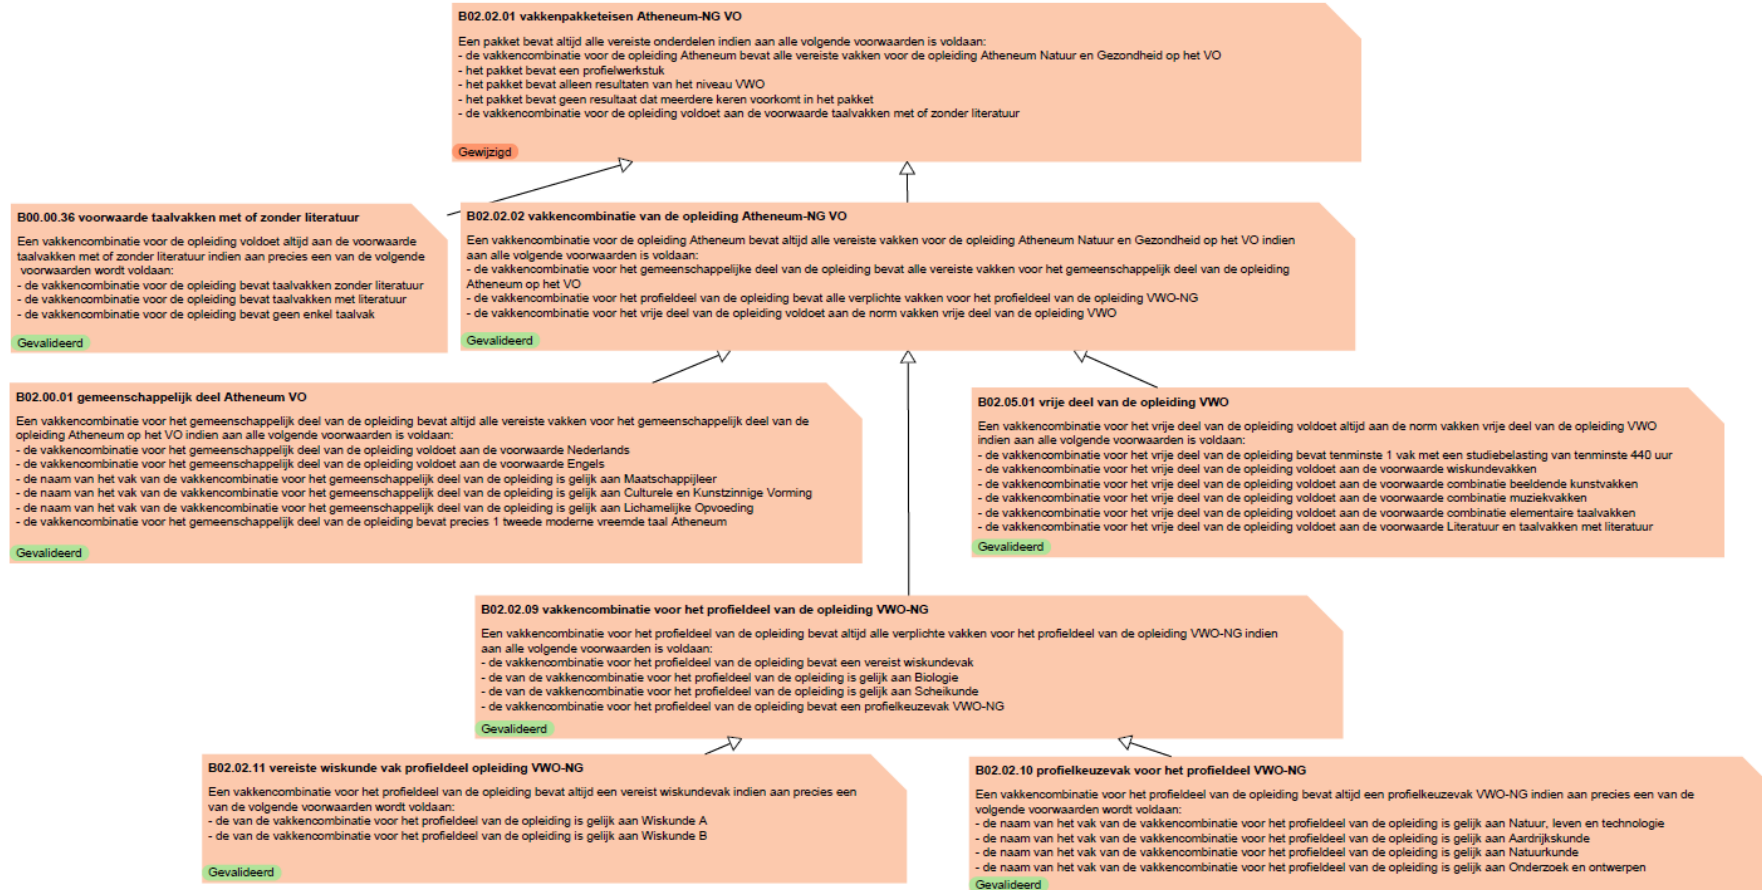 B02.02.01 vakkenpakketeisen Atheneum-NG VO
Een pakket bevat altijd alle vereiste onderdelen indien aan alle volgende voorwaarden is voldaan:
- de vakkencombinatie voor de opleiding Atheneum bevat alle vereiste vakken voor de opleiding Atheneum Natuur en Gezondheid op het VO
- het pakket bevat een profielwerkstuk
- het pakket bevat alleen resultaten van het niveau VWO
- het pakket bevat geen resultaat dat meerdere keren voorkomt in het pakket
- de vakkencombinatie voor de opleiding voldoet aan de voorwaarde taalvakken met of zonder literatuur
Gewijzigd
B00.00.36 voorwaarde taalvakken met of zonder literatuur
Een vakkencombinatie voor de opleiding voldoet altijd aan de voorwaarde
taalvakken met of zonder literatuur indien aan precies een van de volgende
voorwaarden wordt voldaan:
- de vakkencombinatie voor de opleiding bevat taalvakken zonder literatuur
- de vakkencombinatie voor de opleiding bevat taalvakken met literatuur
- de vakkencombinatie voor de opleiding bevat geen enkel taalvak
Gevalideerd
B02.02.02 vakkencombinatie van de opleiding Atheneum-NG VO
Een vakkencombinatie voor de opleiding Atheneum bevat altijd alle vereiste vakken voor de opleiding Atheneum Natuur en Gezondheid op het VO indien
aan alle volgende voorwaarden is voldaan:
- de vakkencombinatie voor het gemeenschappelijke deel van de opleiding bevat alle vereiste vakken voor het gemeenschappelijk deel van de opleiding
Atheneum op het VO
- de vakkencombinatie voor het profieldeel van de opleiding bevat alle verplichte vakken voor het profieldeel van de opleiding VWO-NG
- de vakkencombinatie voor het vrije deel van de opleiding voldoet aan de norm vakken vrije deel van de opleiding VWO
Gevalideerd
B02.00.01 gemeenschappelijk deel Atheneum VO
Een vakkencombinatie voor het gemeenschappelijk deel van de opleiding bevat altijd alle vereiste vakken voor het gemeenschappelijk deel van de
opleiding Atheneum op het VO indien aan alle volgende voorwaarden is voldaan:
- de vakkencombinatie voor het gemeenschappelijk deel van de opleiding voldoet aan de voorwaarde Nederlands
- de vakkencombinatie voor het gemeenschappelijk deel van de opleiding voldoet aan de voorwaarde Engels
- de naam van het vak van de vakkencombinatie voor het gemeenschappelijk deel van de opleiding is gelijk aan Maatschappijleer
- de naam van het vak van de vakkencombinatie voor het gemeenschappelijk deel van de opleiding is gelijk aan Culturele en Kunstzinnige Vorming
- de naam van het vak van de vakkencombinatie voor het gemeenschappelijk deel van de opleiding is gelijk aan Lichamelijke Opvoeding
- de vakkencombinatie voor het gemeenschappelijk deel van de opleiding bevat precies 1 tweede moderne vreemde taal Atheneum
Gevalideerd
B02.05.01 vrije deel van de opleiding VWO
Een vakkencombinatie voor het vrije deel van de opleiding voldoet altijd aan de norm vakken vrije deel van de opleiding VWO
indien aan alle volgende voorwaarden is voldaan:
- de vakkencombinatie voor het vrije deel van de opleiding bevat tenminste 1 vak met een studiebelasting van tenminste 440 uur
- de vakkencombinatie voor het vrije deel van de opleiding voldoet aan de voorwaarde wiskundevakken
- de vakkencombinatie voor het vrije deel van de opleiding voldoet aan de voorwaarde combinatie beeldende kunstvakken
- de vakkencombinatie voor het vrije deel van de opleiding voldoet aan de voorwaarde combinatie muziekvakken
- de vakkencombinatie voor het vrije deel van de opleiding voldoet aan de voorwaarde combinatie elementaire taalvakken
- de vakkencombinatie voor het vrije deel van de opleiding voldoet aan de voorwaarde Literatuur en taalvakken met literatuur
Gevalideerd
B02.02.09 vakkencombinatie voor het profieldeel van de opleiding VWO-NG
Een vakkencombinatie voor het profieldeel van de opleiding bevat altijd alle verplichte vakken voor het profieldeel van de opleiding VWO-NG indien
aan alle volgende voorwaarden is voldaan:
- de vakkencombinatie voor het profieldeel van de opleiding bevat een vereist wiskundevak
- de van de vakkencombinatie voor het profieldeel van de opleiding is gelijk aan Biologie
- de van de vakkencombinatie voor het profieldeel van de opleiding is gelijk aan Scheikunde
- de vakkencombinatie voor het profieldeel van de opleiding bevat een profielkeuzevak VWO-NG
Gevalideerd
B02.02.11 vereiste wiskunde vak profieldeel opleiding VWO-NG
Een vakkencombinatie voor het profieldeel van de opleiding bevat altijd een vereist wiskundevak indien aan precies een
van de volgende voorwaarden wordt voldaan:
- de van de vakkencombinatie voor het profieldeel van de opleiding is gelijk aan Wiskunde A
- de van de vakkencombinatie voor het profieldeel van de opleiding is gelijk aan Wiskunde B
Gevalideerd
B02.02.10 profielkeuzevak voor het profieldeel VWO-NG
Een vakkencombinatie voor het profieldeel van de opleiding bevat altijd een profielkeuzevak VWO-NG indien aan precies een van de
volgende voorwaarden wordt voldaan:
- de naam van het vak van de vakkencombinatie voor het profieldeel van de opleiding is gelijk aan Natuur, leven en technologie
- de naam van het vak van de vakkencombinatie voor het profieldeel van de opleiding is gelijk aan Aardrijkskunde
- de naam van het vak van de vakkencombinatie voor het profieldeel van de opleiding is gelijk aan Natuurkunde
- de naam van het vak van de vakkencombinatie voor het profieldeel van de opleiding is gelijk aan Onderzoek en ontwerpen
Gevalideerd